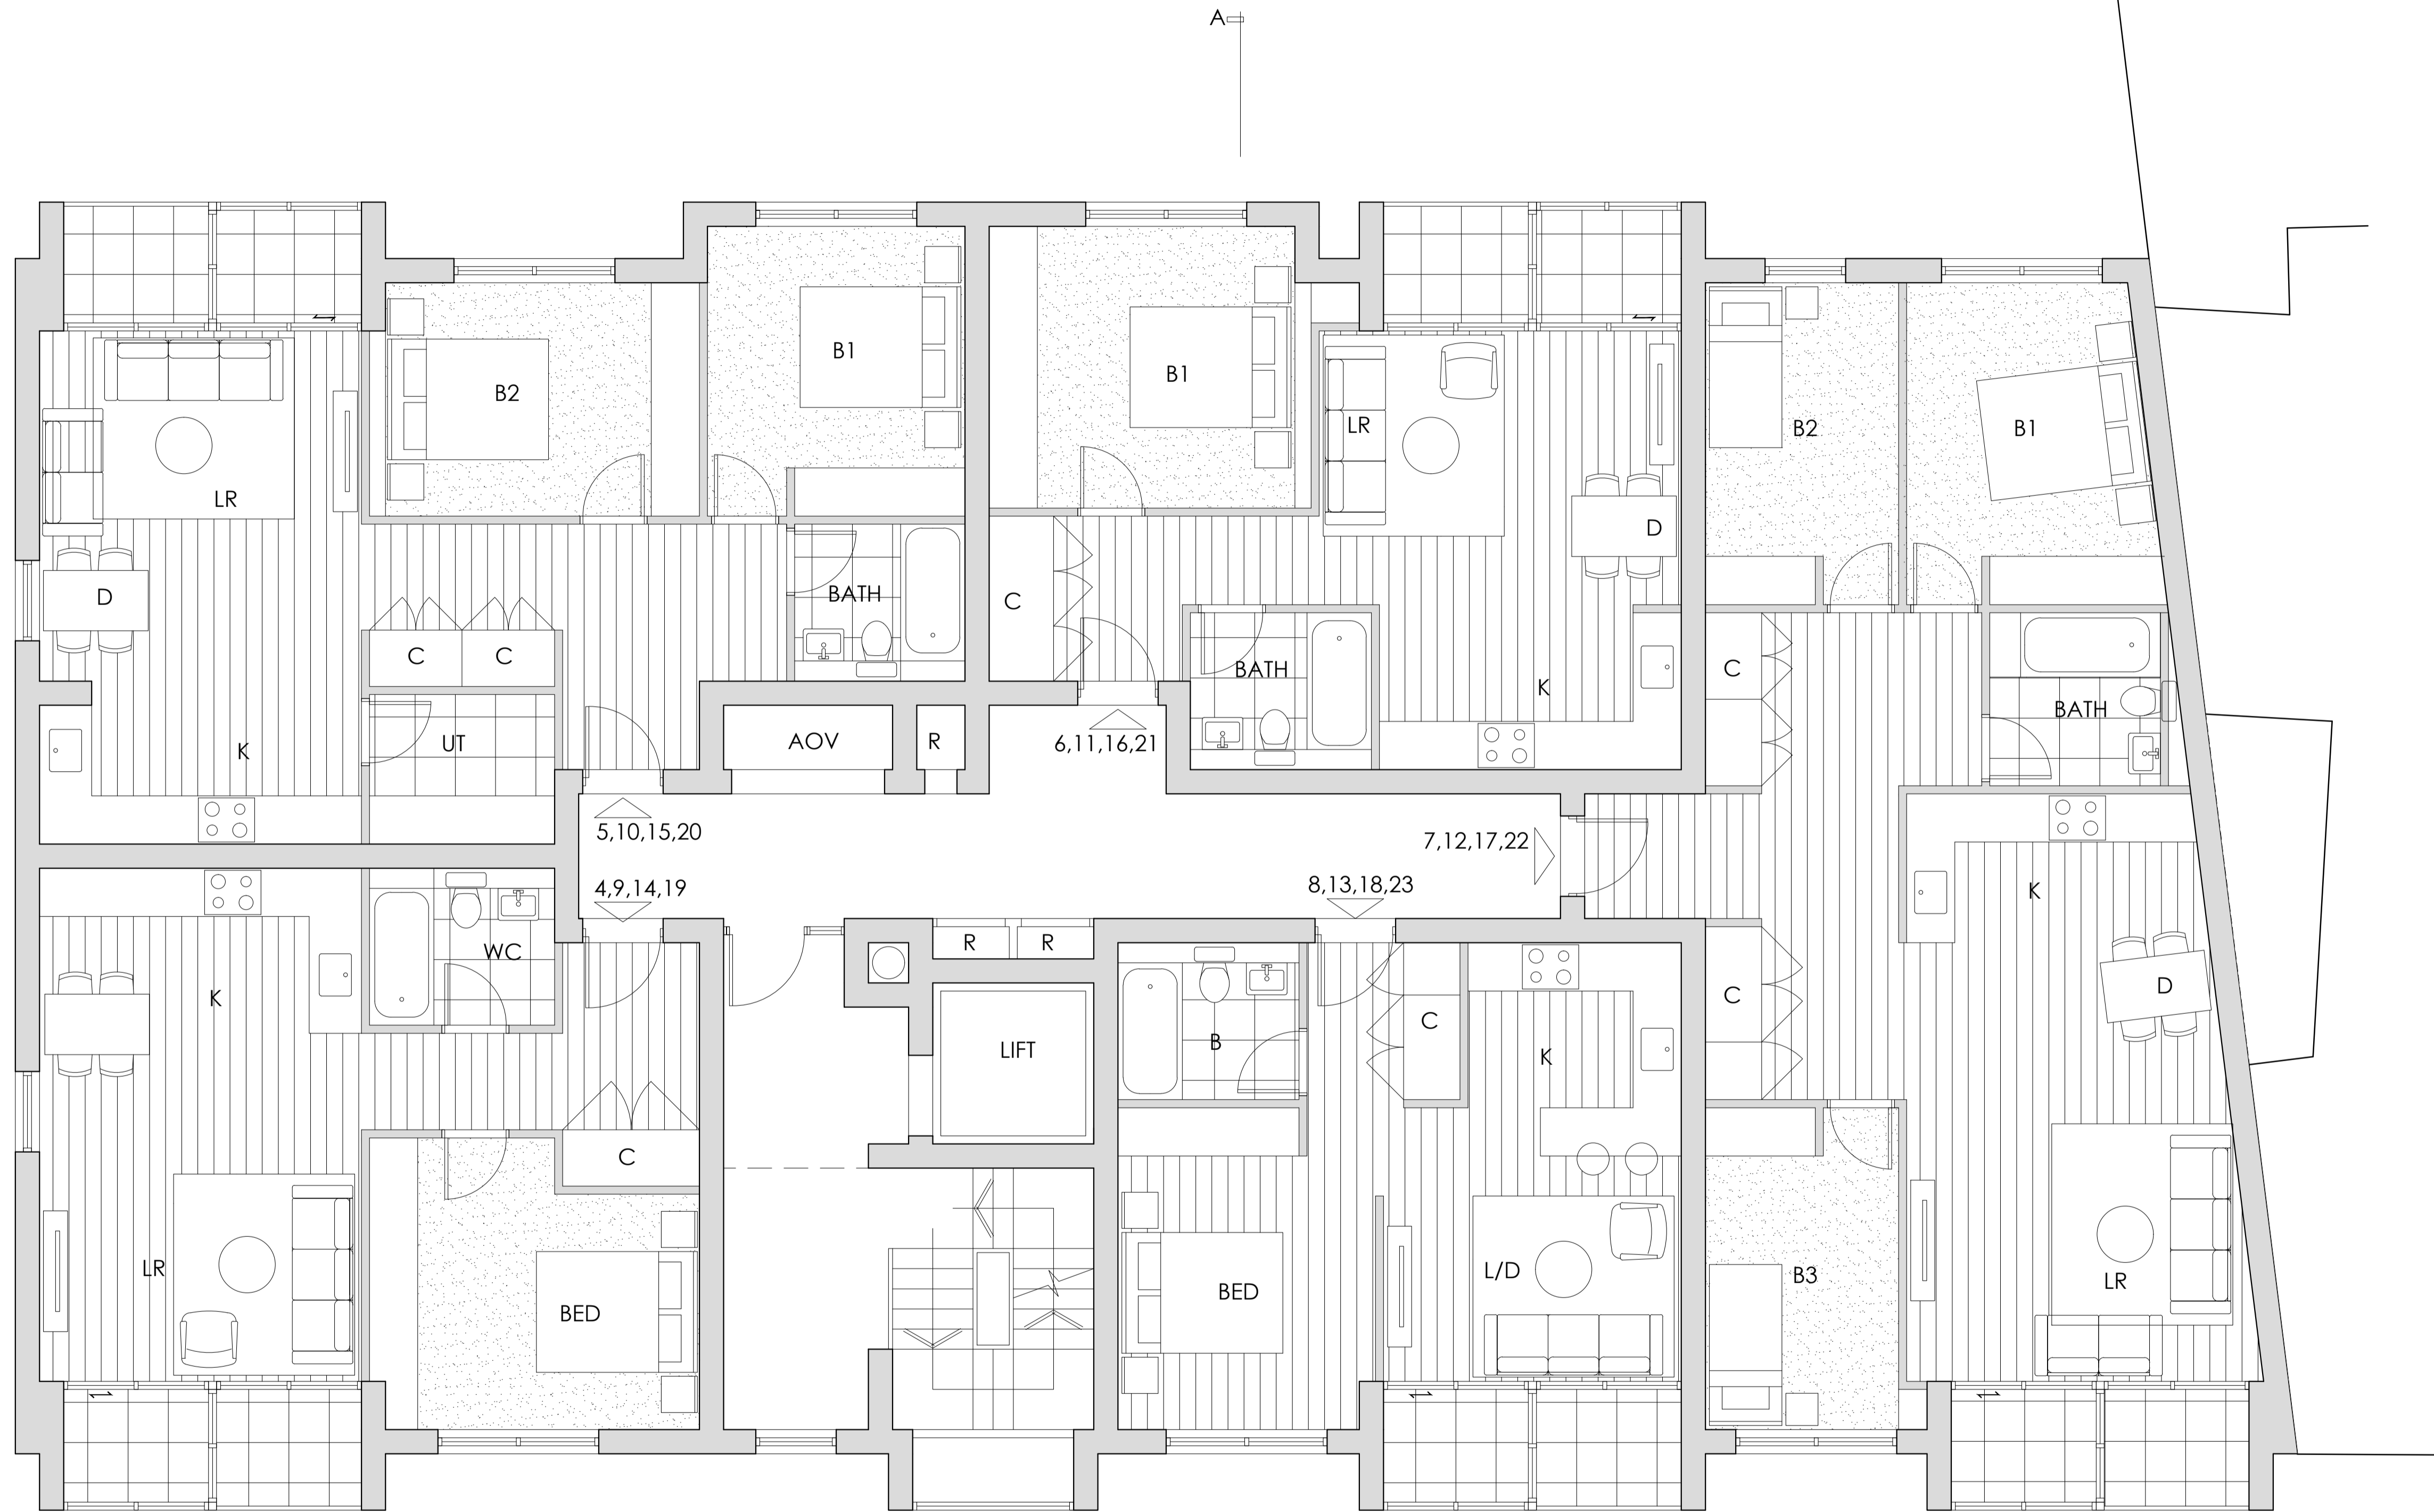 A
B1
B1
B2
LR
B2
B1
LR
D
D
BATH
C
C
C
BATH
C
K
BATH
K
UT
AOV
R
6,11,16,21
5,10,15,20
7,12,17,22
4,9,14,19
8,13,18,23
K
WC
R
R
K
D
K
B
LIFT
C
K
C
C
LR
BED
BED
L/D
B3
LR